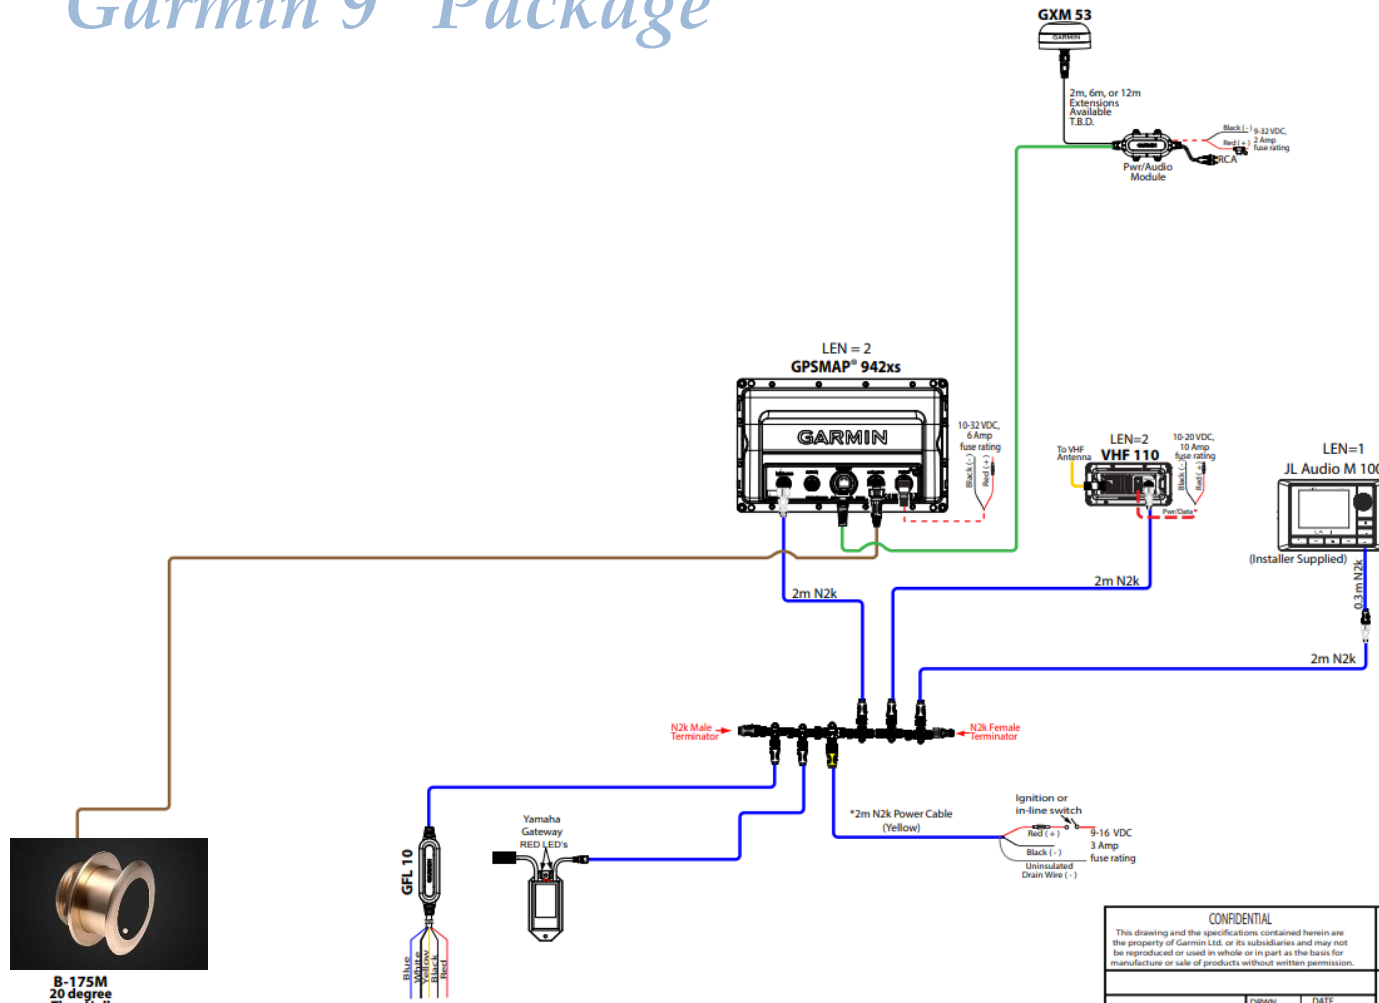 Garmin 9" Package
GXM 53
GARMIN
2m, 6m, or 12m
Extensions
Available
T.B.D.
Black ( - )
Red ( + )
9-32 VDC,
2 Amp
fuse rating
RCA
GARMIN
Pwr/Audio
Module
LEN = 2
GPSMAP® 942xs
GARMIN
10-32 VDC,
6 Amp
fuse rating
Black ( - )
Red ( + )
To VHF
Antenna
LEN=2
VHF 110
10-20 VDC,
10 Amp
fuse rating
Black ( - )
Red ( + )
Pwr/Data
LEN=1
JL Audio M 100
(Installer Supplied)
0.3m N2k
2m N2k
2m N2k
2m N2k
N2k Male
Terminator
N2k Female
Terminator
*2m N2k Power Cable
(Yellow)
Ignition or
in-line switch
Red ( + )
Black ( - )
Uninsulated
Drain Wire ( - )
9-16 VDC
3 Amp
fuse rating
Yamaha
Gateway
RED LED's
GFL 10
GARMIN
Blue
White
Yellow
Black
Red
B-175M
20 degree
CONFIDENTIAL
This drawing and the specifications contained herein are
the property of Garmin Ltd. or its subsidiaries and may not
be reproduced or used in whole or in part as the basis for
manufacture or sale of products without written permission.
DRWN
DATE